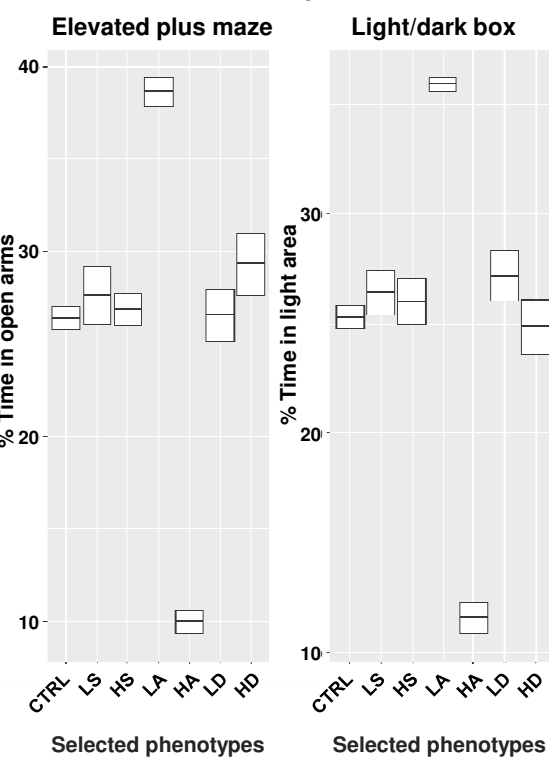 Elevated plus maze
Light/dark box
% Time in open arms
40
30
20
10
CTRL
LS
HS
LA
HA
LD
HD
Selected phenotypes
% Time in light area
30
20
10
CTRL
LS
HS
LA
HA
LD
HD
Selected phenotypes